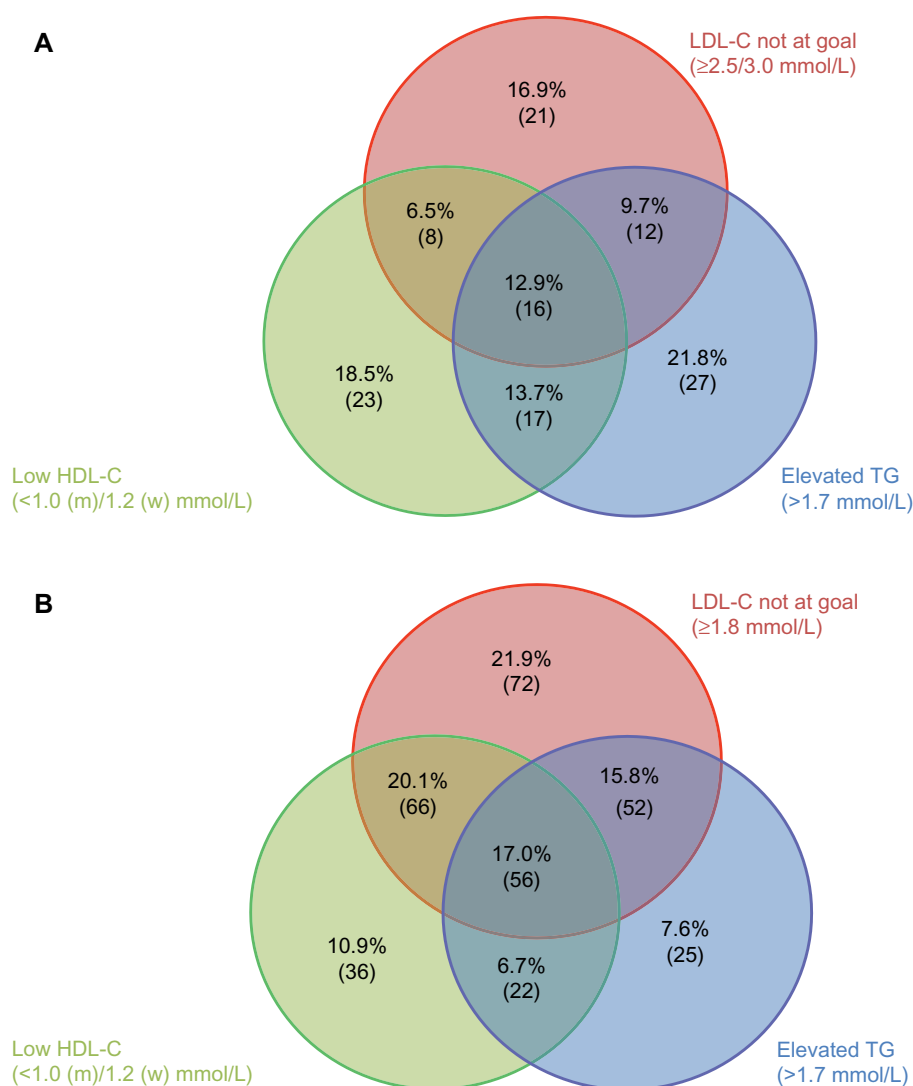 A
LDL-C not at goal
(≥2.5/3.0 mmol/L)
16.9%
(21)
6.5%
(8)
9.7%
(12)
12.9%
(16)
18.5%
(23)
13.7%
(17)
21.8%
(27)
Low HDL-C
(<1.0 (m)/1.2 (w) mmol/L)
Elevated TG
(>1.7 mmol/L)
B
LDL-C not at goal
(≥1.8 mmol/L)
21.9%
(72)
20.1%
(66)
15.8%
(52)
17.0%
(56)
10.9%
(36)
6.7%
(22)
7.6%
(25)
Low HDL-C
(<1.0 (m)/1.2 (w) mmol/L)
Elevated TG
(>1.7 mmol/L)